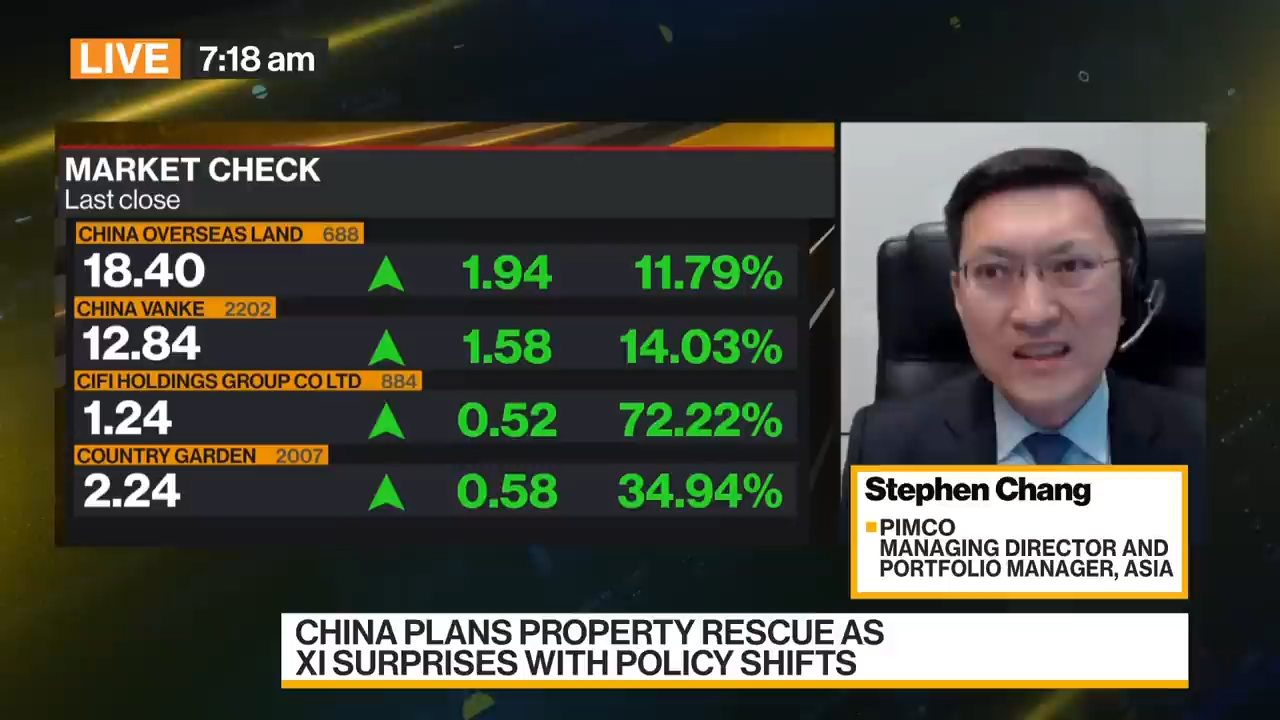 LIVE 7:18 am
MARKET CHECK
Last close
CHINA OVERSEAS LAND 688
18.40 1.94 11.79%
CHINA VANKE 2202
12.84 1.58 14.03%
CIFI HOLDINGS GROUP CO LTD 884
1.24 0.52 72.22%
COUNTRY GARDEN 2007
2.24 0.58 34.94%
Stephen Chang
PIMCO
MANAGING DIRECTOR AND
PORTFOLIO MANAGER, ASIA
CHINA PLANS PROPERTY RESCUE AS
XI SURPRISES WITH POLICY SHIFTS